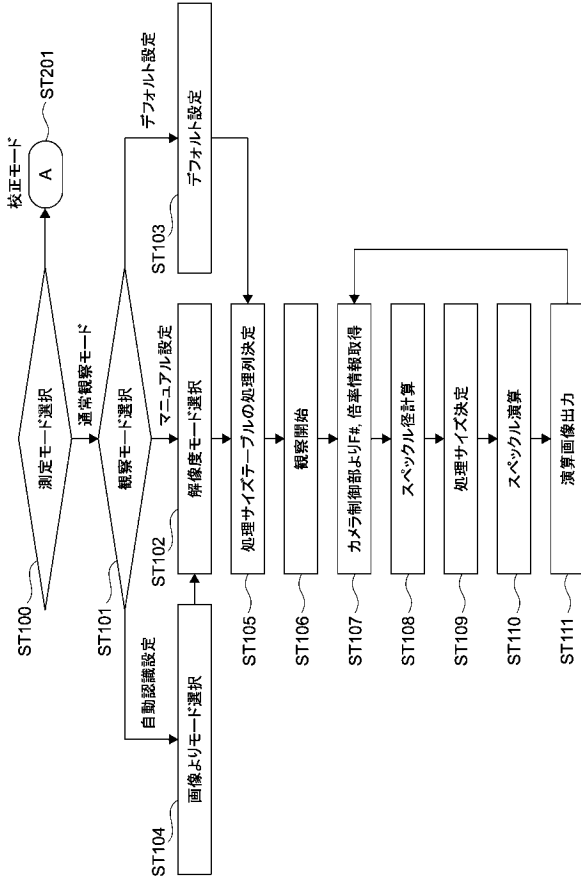 ST100
測定モード選択
校正モード
A
ST201
通常観察モード
ST101
観察モード選択
自動認識設定
マニュアル設定
デフォルト設定
ST104
画像よりモード選択
ST102
解像度モード選択
ST103
デフォルト設定
ST105
処理サイズテーブルの処理列決定
ST106
観察開始
ST107
カメラ制御部よりF#, 倍率情報取得
ST108
スペックル径計算
ST109
処理サイズ決定
ST110
スペックル演算
ST111
演算画像出力